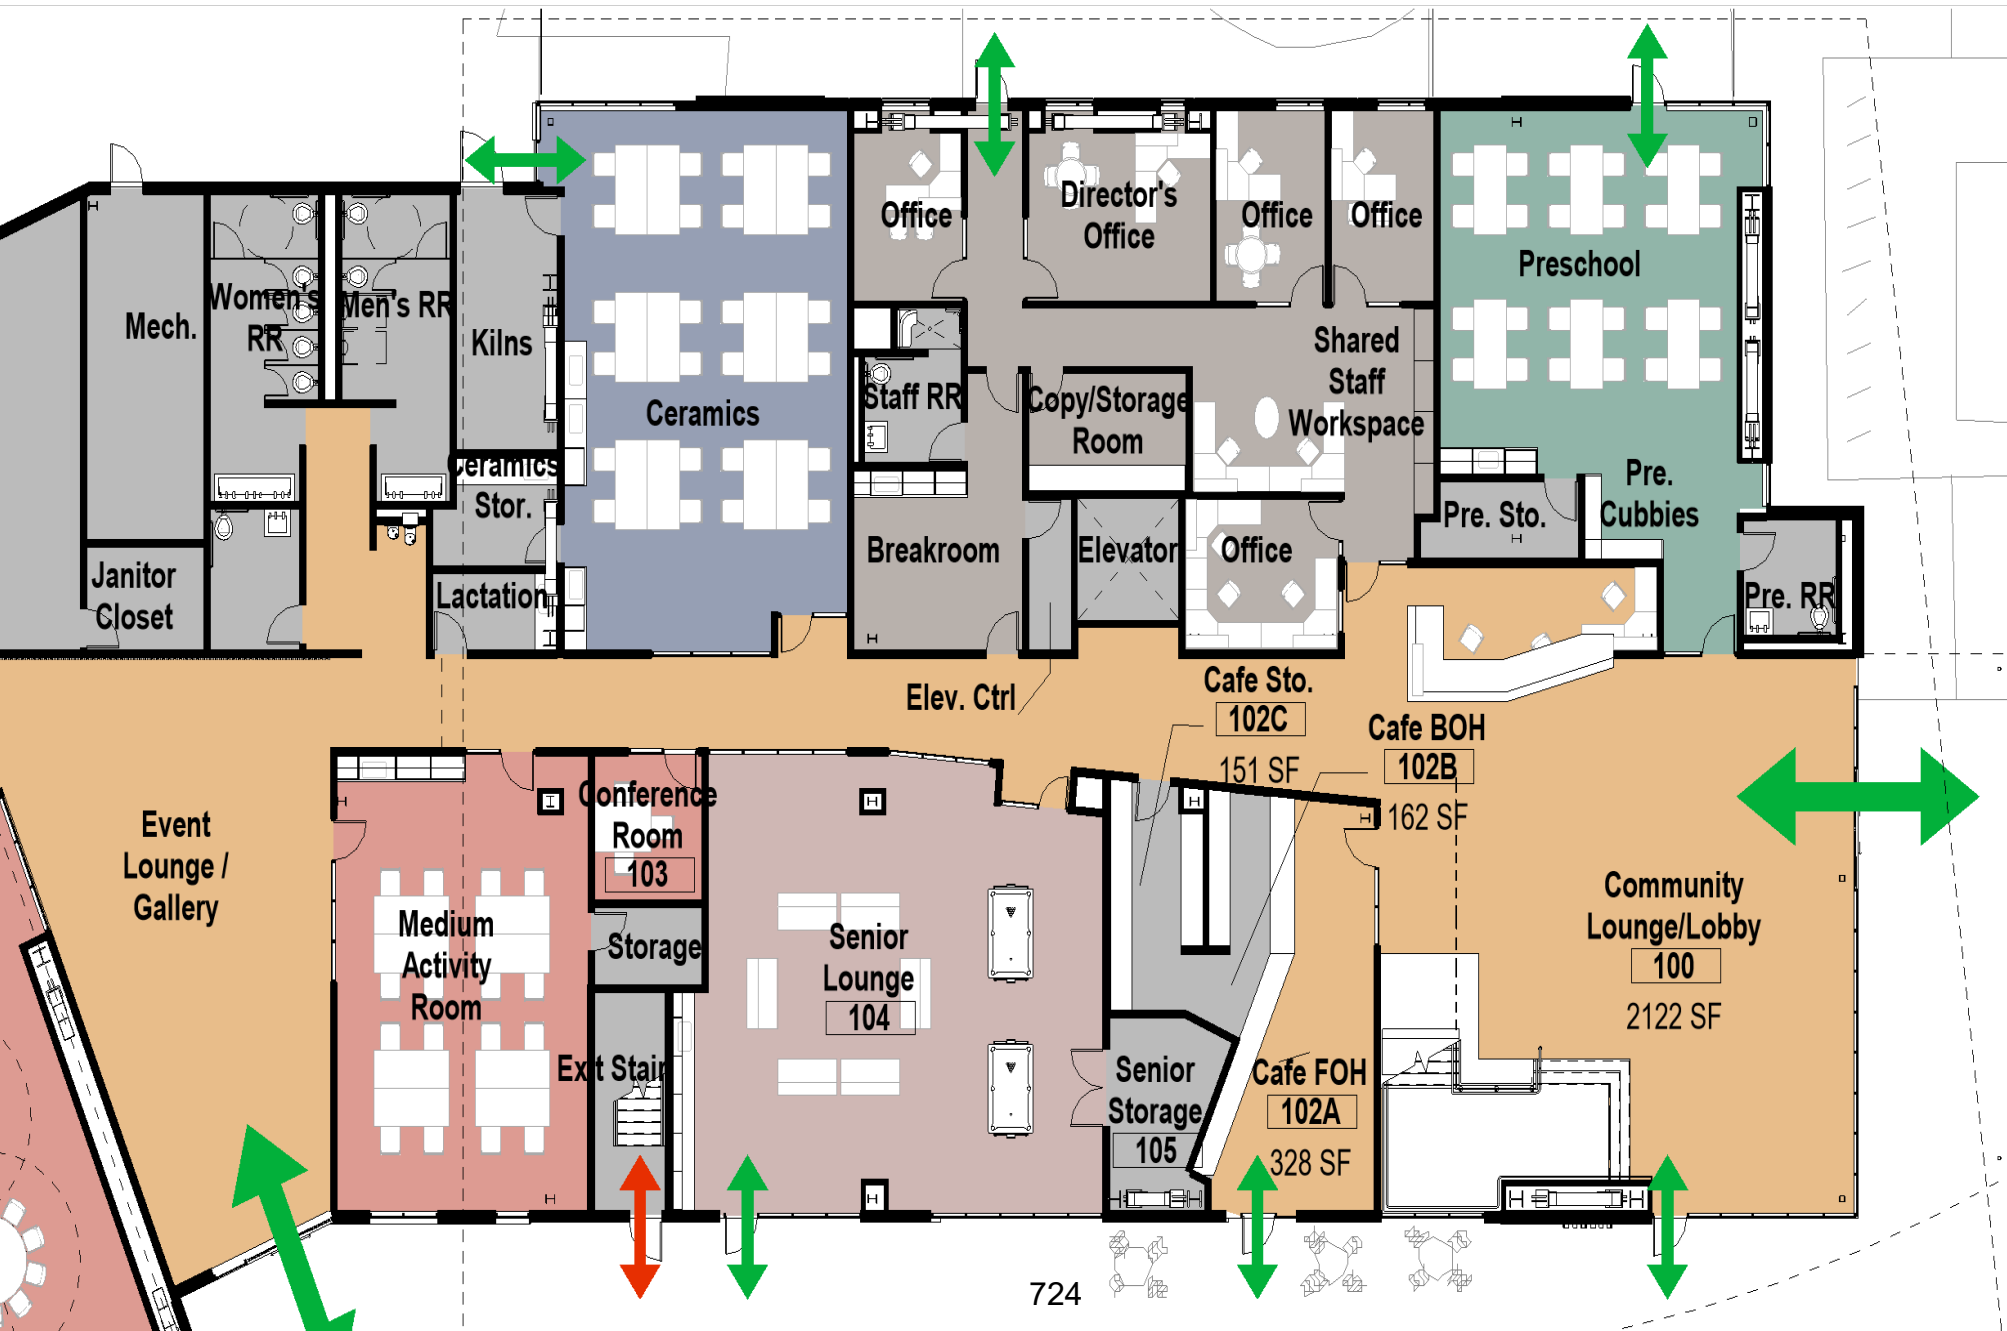 Office
Director's
Office
Office
Office
Preschool
Mech.
Women's
RR
Men's RR
Kilns
Shared
Staff
Workspace
Ceramics
Staff RR
Copy/Storage
Room
Ceramics
Stor.
Pre.
Cubbies
Pre. Sto.
Breakroom
Elevator
Office
Janitor
Closet
Lactation
Pre. RR
Elev. Ctrl
Cafe Sto.
102C
151 SF
Cafe BOH
102B
162 SF
Event
Lounge /
Gallery
Conference
Room
103
Medium
Activity
Room
Storage
Senior
Lounge
104
Community
Lounge/Lobby
100
2122 SF
Exit Stair
Senior
Storage
105
Cafe FOH
102A
328 SF
724